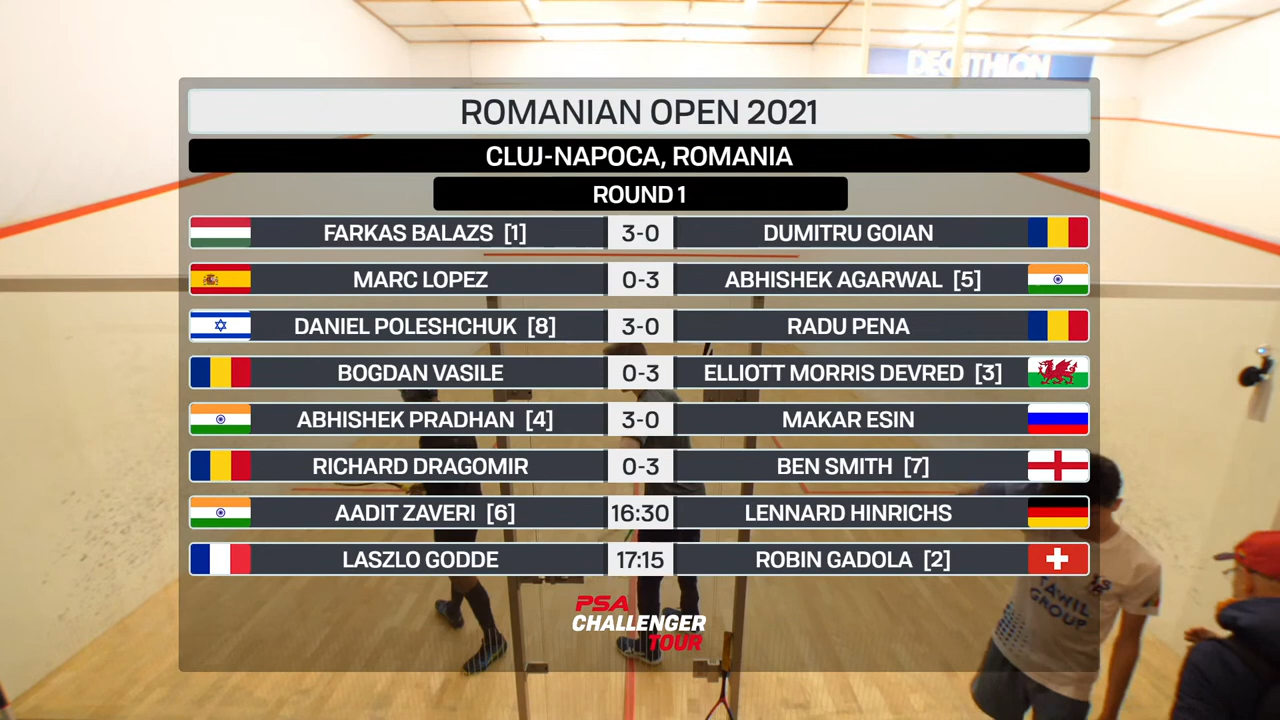 DECATHLON
ROMANIAN OPEN 2021
CLUJ-NAPOCA, ROMANIA
ROUND 1
FARKAS BALAZS [1] 3-0 DUMITRU GOIAN
MARC LOPEZ 0-3 ABHISHEK AGARWAL [5]
DANIEL POLESHCHUK [8] 3-0 RADU PENA
BOGDAN VASILE 0-3 ELLIOTT MORRIS DEVRED [3]
ABHISHEK PRADHAN [4] 3-0 MAKAR ESIN
RICHARD DRAGOMIR 0-3 BEN SMITH [7]
AADIT ZAVERI [6] 16:30 LENNARD HINRICHS
LASZLO GODDE 17:15 ROBIN GADOLA [2]
PSA
CHALLENGER
TOUR
TAWIL
GROUP